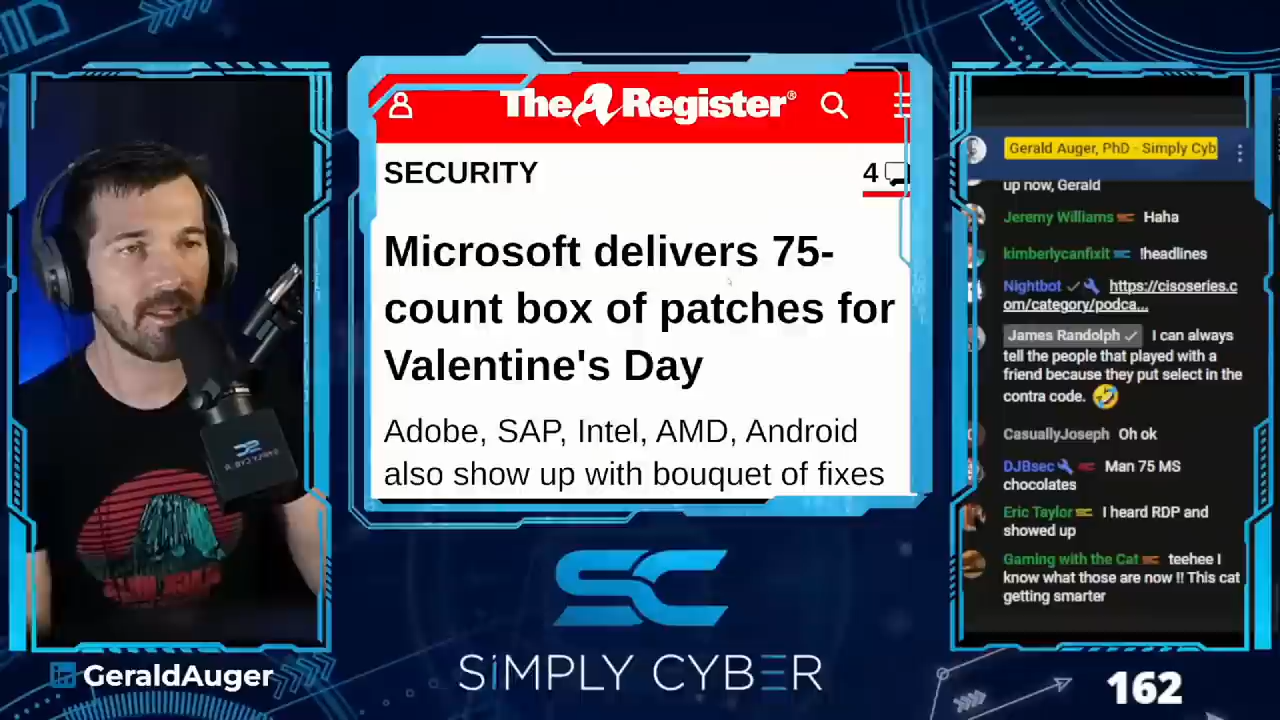 The Register®
SECURITY
4
Microsoft delivers 75-
count box of patches for
Valentine's Day
Adobe, SAP, Intel, AMD, Android
also show up with bouquet of fixes
SC
SiMPLY CYBER
GeraldAuger
Gerald Auger, PhD - Simply Cyb
up now, Gerald
Jeremy Williams Haha
kimberlycanfixit !headlines
Nightbot https://cisoseries.c
om/category/podca...
James Randolph I can always
tell the people that played with a
friend because they put select in the
contra code.
CasuallyJoseph Oh ok
DJBsec Man 75 MS
chocolates
Eric Taylor I heard RDP and
showed up
Gaming with the Cat teehee I
know what those are now !! This cat
getting smarter
162